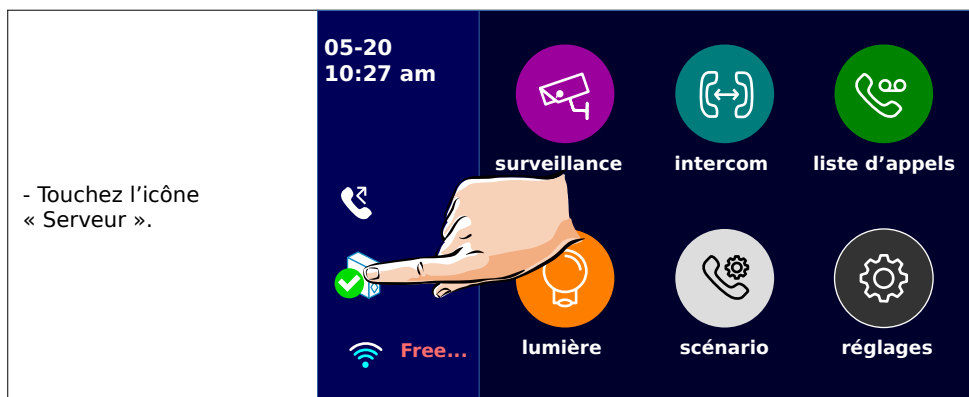 - Touchez l’icône
« Serveur ».
05-20
10:27 am
surveillance
intercom
liste d’appels
Free...
lumière
scénario
réglages